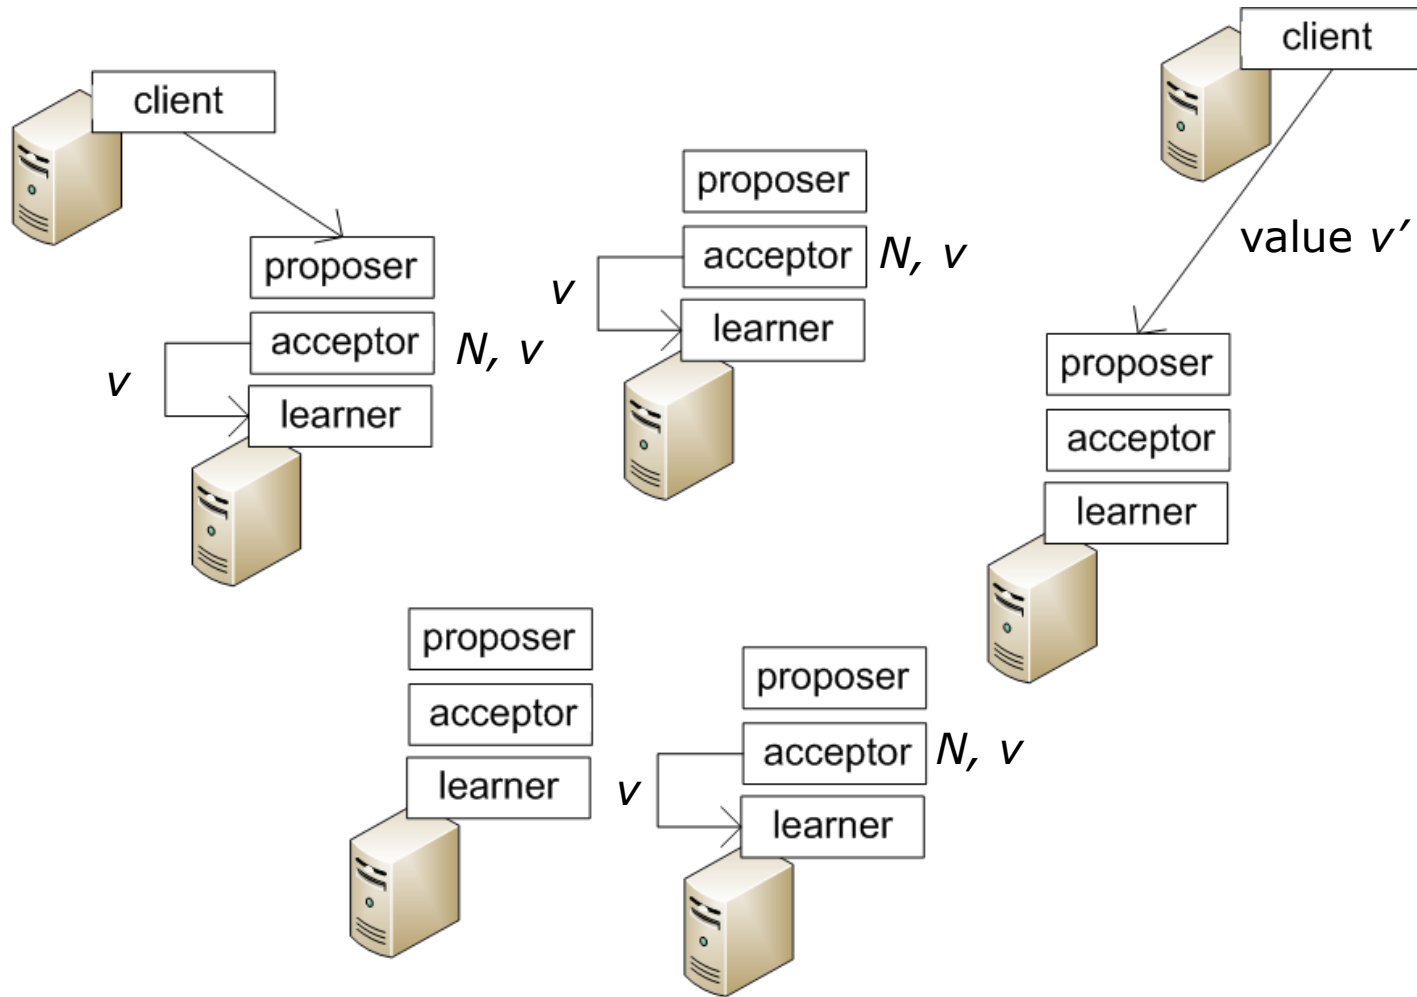 client
client
proposer
acceptor N, v
v
learner
value v′
proposer
acceptor N, v
v
learner
proposer
acceptor
learner
proposer
acceptor
learner
proposer
acceptor N, v
v
learner